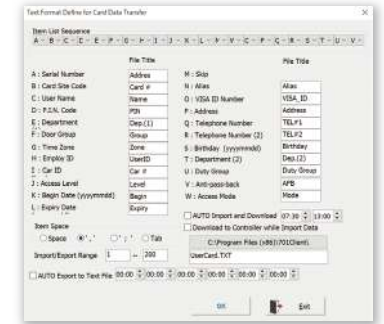 Text Format Define for Card Data Transfer
Item List Sequence
A - B - C - D - E - F - G - H - I - J - K - L - M - N - O - P - Q - R - S - T - U - V -
File Title
File Title
A : Serial Number Addres
B : Card Site Code Card #
C : User Name Name
D : P.I.N. Code PIN
E : Department Dep.(1)
F : Door Group Group
G : Time Zone Zone
H : Employ ID UserID
I : Car ID Car #
J : Access Level Level
K : Begin Date (yyyymmdd) Begin
L : Expiry Date Expiry
M : Skip
N : Alias Alias
O : VISA ID Number VISA_ID
P : Address Address
Q : Telephone Number TEL#1
R : Telephone Number (2) TEL#2
S : Birthday (yyyymmdd) Birthday
T : Department (2) Dep.(2)
U : Duty Group Duty Group
V : Anti-pass-back APB
W : Access Mode Mode
AUTO Import and Download 07:30 13:00
Download to Controller while Import Data
Item Space
Space ',' ';' Tab
C:\Program Files (x86)\701Client\
Import/Export Range 1 -- 200
UserCard.TXT
AUTO Export to Text File 00:00 00:00 00:00 00:00 00:00 00:00
OK
Exit